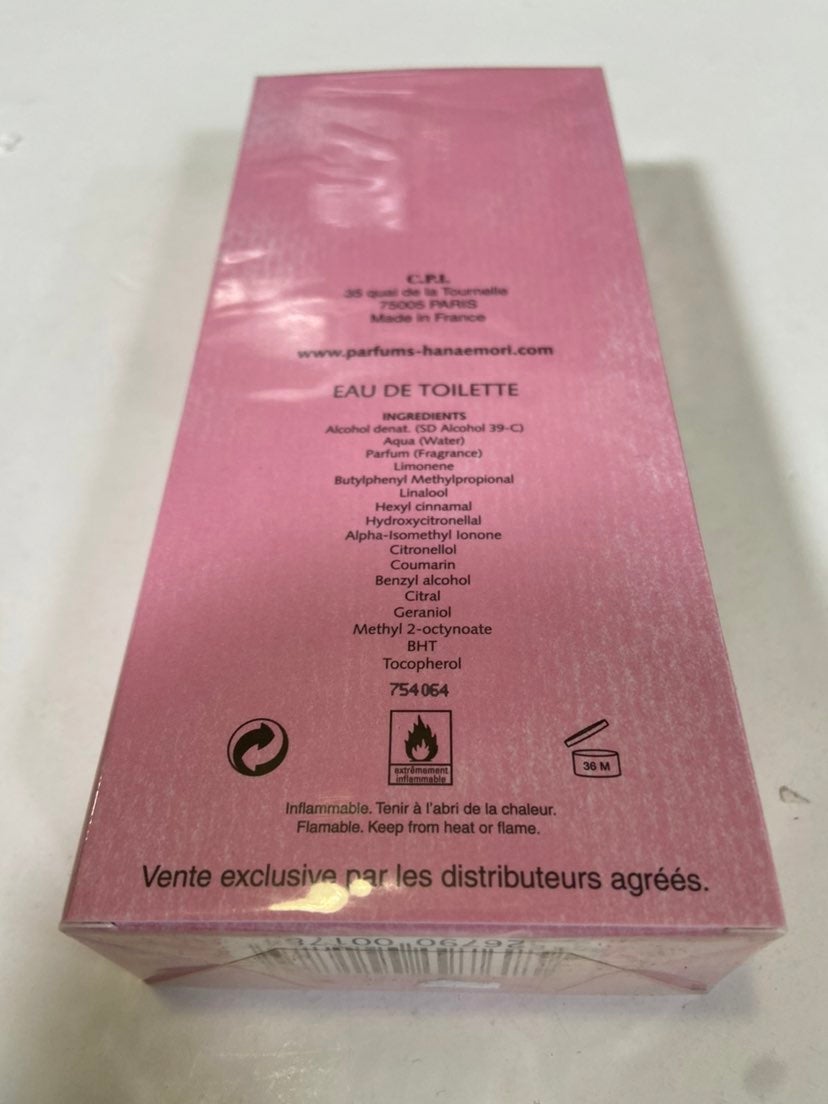 C.P.I.
35 quai de la Tournelle
75005 PARIS
Made in France
www.parfums-hanaemori.com
EAU DE TOILETTE
INGREDIENTS
Alcohol denat. (SD Alcohol 39-C)
Aqua (Water)
Parfum (Fragrance)
Limonene
Butylphenyl Methylpropional
Linalool
Hexyl cinnamal
Hydroxycitronellal
Alpha-Isomethyl Ionone
Citronellol
Coumarin
Benzyl alcohol
Citral
Geraniol
Methyl 2-octynoate
BHT
Tocopherol
754064
extrêmement
inflammable
36 M
Inflammable. Tenir à l'abri de la chaleur.
Flamable. Keep from heat or flame.
Vente exclusive par les distributeurs agréés.